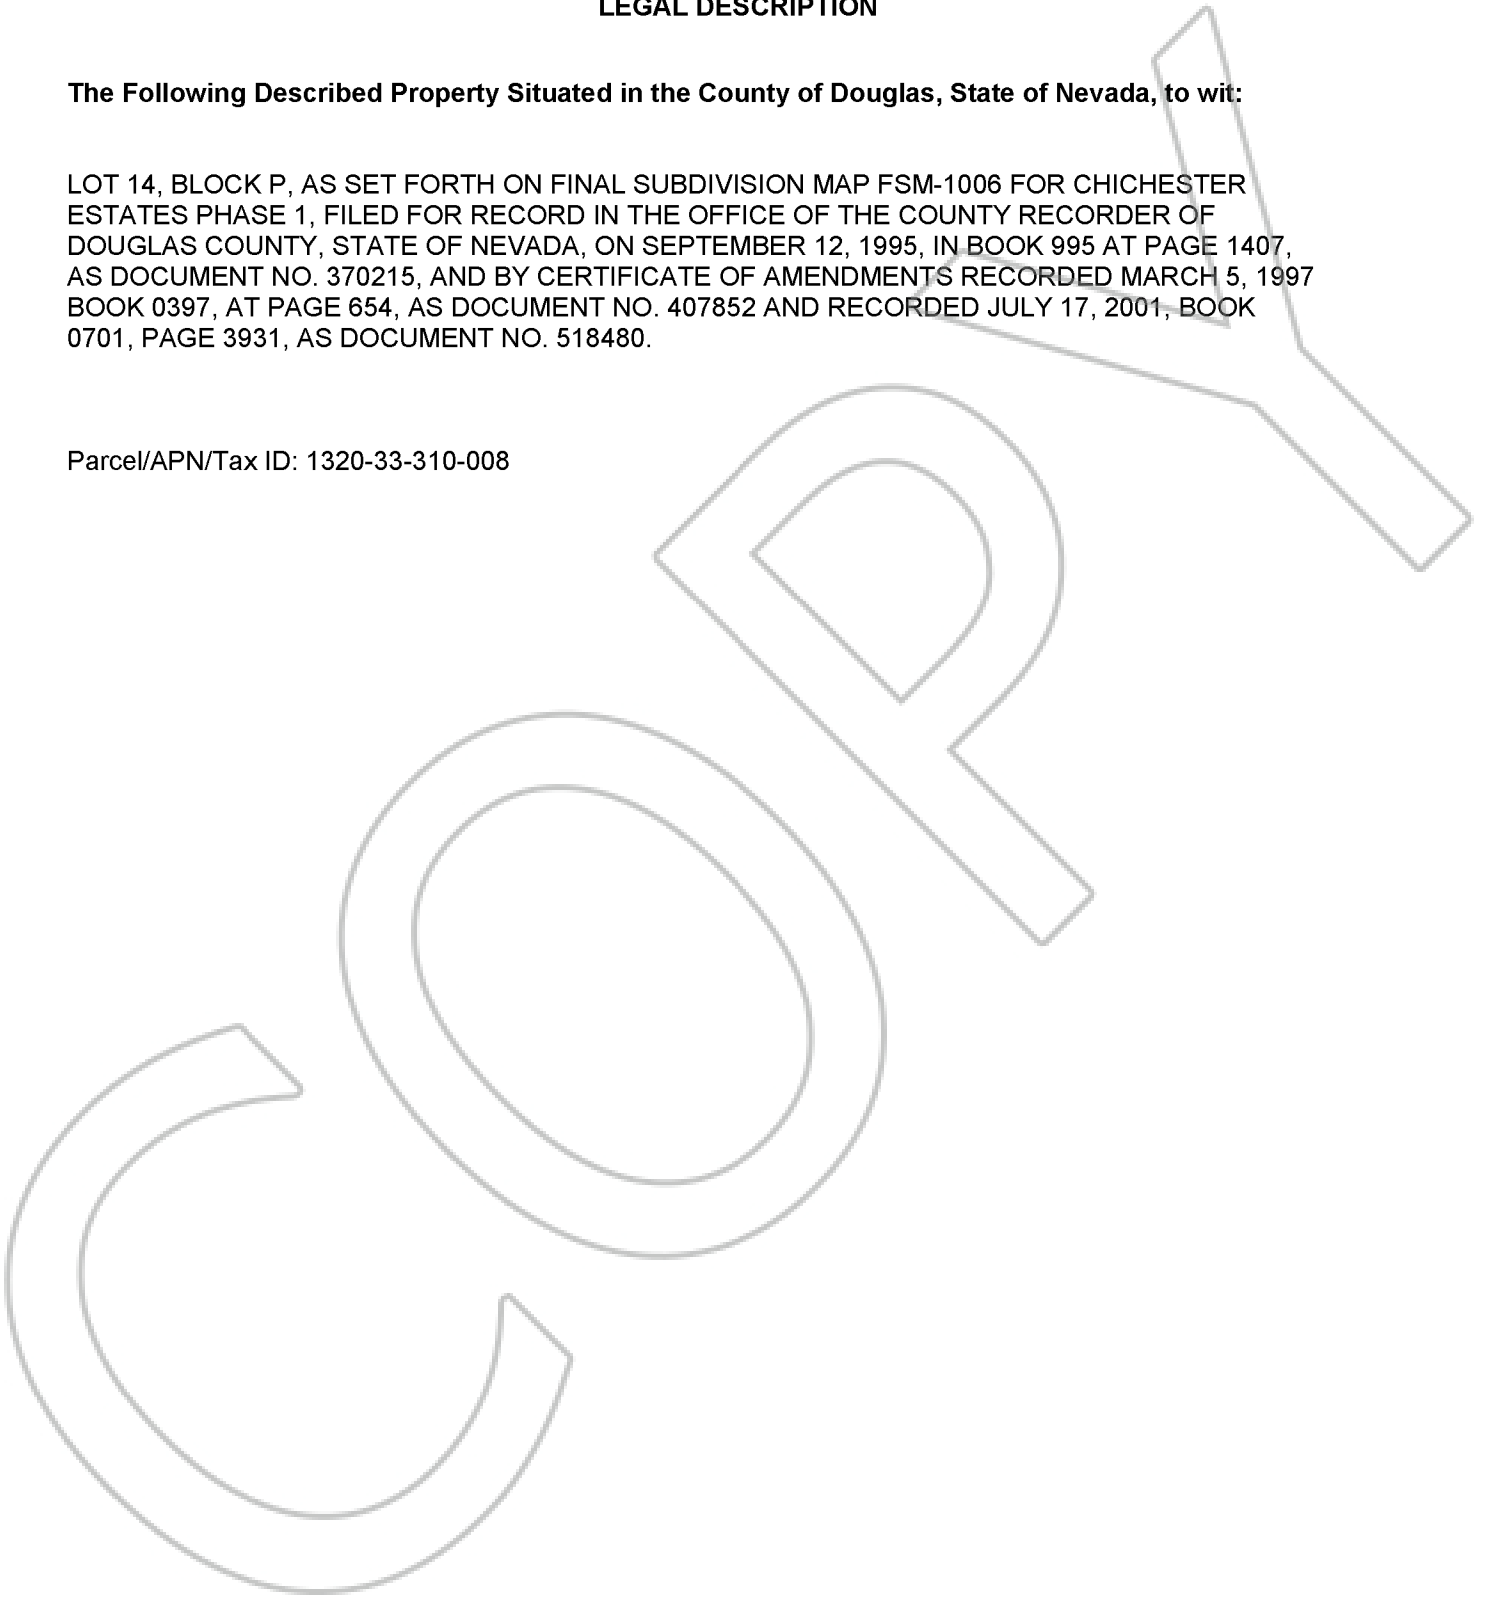 LEGAL DESCRIPTION
The Following Described Property Situated in the County of Douglas, State of Nevada, to wit:
LOT 14, BLOCK P, AS SET FORTH ON FINAL SUBDIVISION MAP FSM-1006 FOR CHICHESTER
ESTATES PHASE 1, FILED FOR RECORD IN THE OFFICE OF THE COUNTY RECORDER OF
DOUGLAS COUNTY, STATE OF NEVADA, ON SEPTEMBER 12, 1995, IN BOOK 995 AT PAGE 1407,
AS DOCUMENT NO. 370215, AND BY CERTIFICATE OF AMENDMENTS RECORDED MARCH 5, 1997
BOOK 0397, AT PAGE 654, AS DOCUMENT NO. 407852 AND RECORDED JULY 17, 2001, BOOK
0701, PAGE 3931, AS DOCUMENT NO. 518480.
Parcel/APN/Tax ID: 1320-33-310-008
COPY